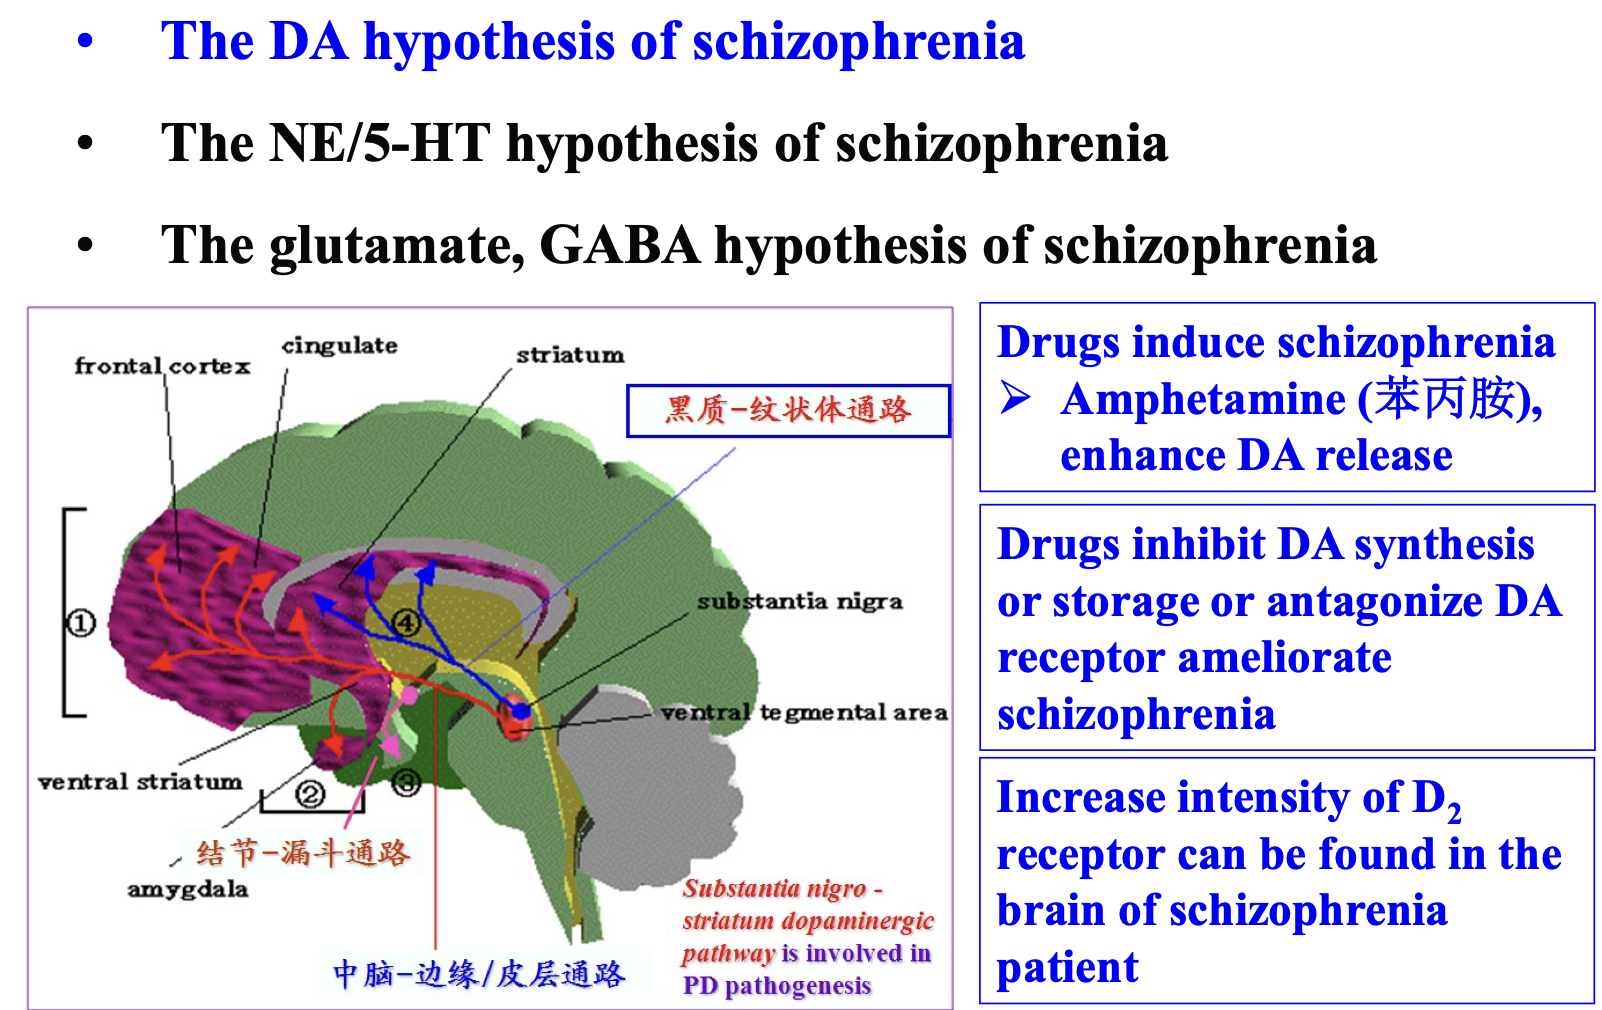 • The DA hypothesis of schizophrenia
• The NE/5-HT hypothesis of schizophrenia
• The glutamate, GABA hypothesis of schizophrenia
frontal cortex
cingulate
striatum
黑质-纹状体通路
①
④
substantia nigra
ventral tegmental area
ventral striatum
②
③
结节-漏斗通路
amygdala
中脑-边缘/皮层通路
Substantia nigro -
striatum dopaminergic
pathway is involved in
PD pathogenesis
Drugs induce schizophrenia
➢ Amphetamine (苯丙胺),
enhance DA release
Drugs inhibit DA synthesis
or storage or antagonize DA
receptor ameliorate
schizophrenia
Increase intensity of D₂
receptor can be found in the
brain of schizophrenia
patient